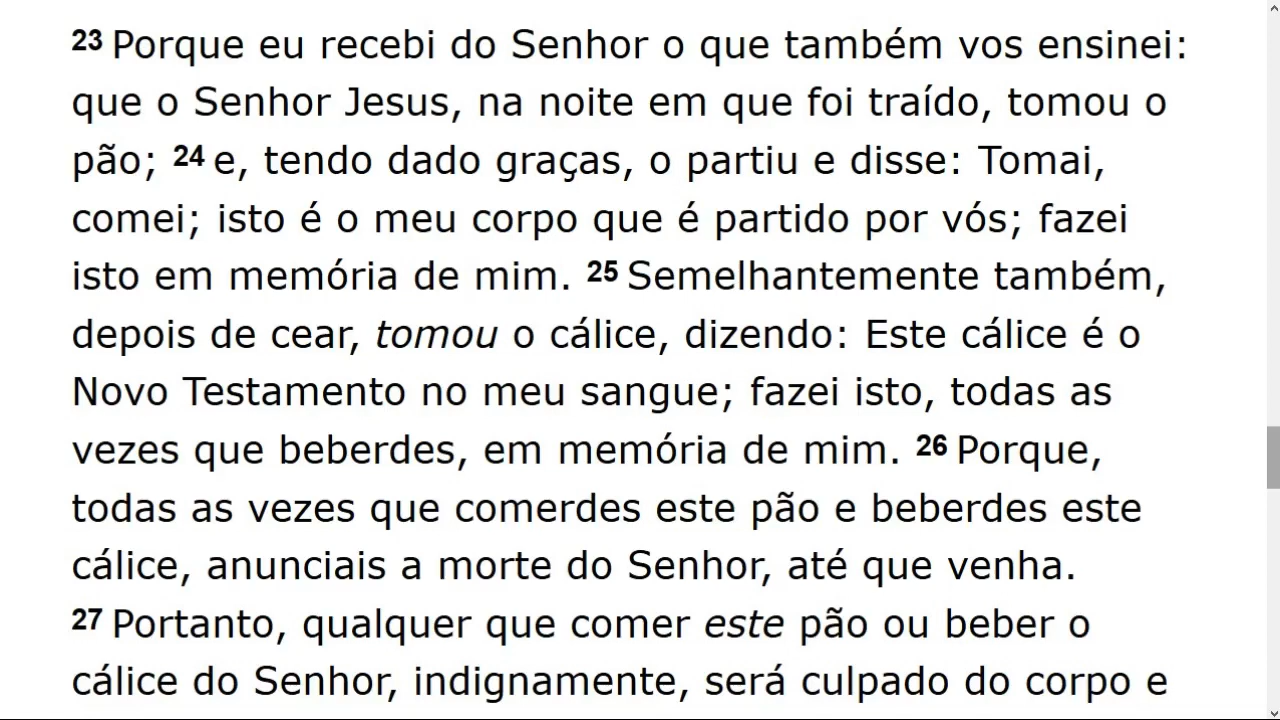 23 Porque eu recebi do Senhor o que também vos ensinei:
que o Senhor Jesus, na noite em que foi traído, tomou o
pão; 24 e, tendo dado graças, o partiu e disse: Tomai,
comei; isto é o meu corpo que é partido por vós; fazei
isto em memória de mim. 25 Semelhantemente também,
depois de cear, tomou o cálice, dizendo: Este cálice é o
Novo Testamento no meu sangue; fazei isto, todas as
vezes que beberdes, em memória de mim. 26 Porque,
todas as vezes que comerdes este pão e beberdes este
cálice, anunciais a morte do Senhor, até que venha.
27 Portanto, qualquer que comer este pão ou beber o
cálice do Senhor, indignamente, será culpado do corpo e